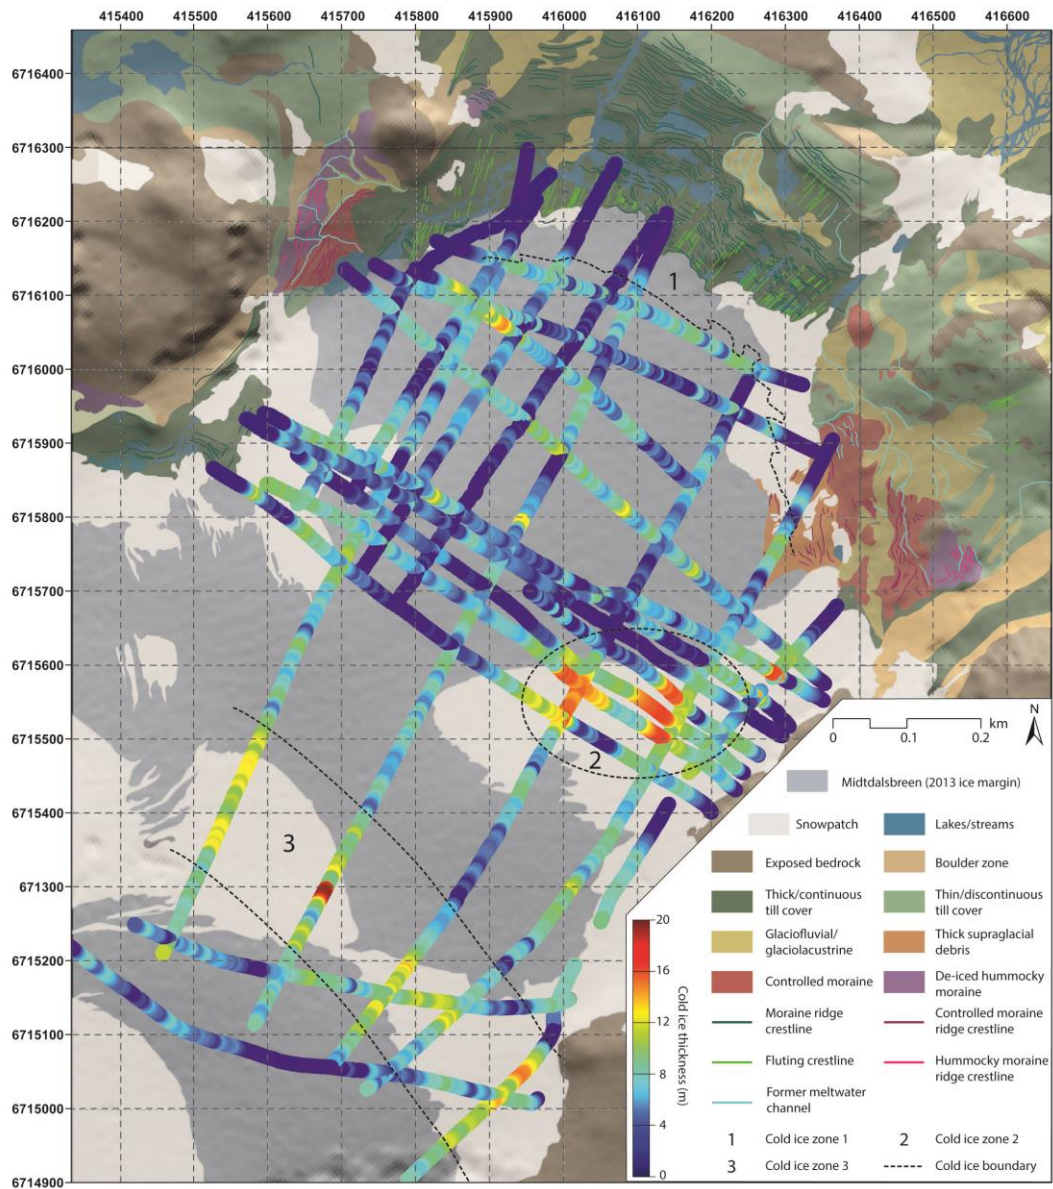 415400 415500 415600 415700 415800 415900 416000 416100 416200 416300 416400 416500 416600
6716400
6716300
6716200
6716100
6716000
6715900
6715800
6715700
6715600
6715500
6715400
671300
6715200
6715100
6715000
6714900
1
2
3
N
km
0 0.1 0.2
Midtdalsbreen (2013 ice margin)
Snowpatch
Lakes/streams
Exposed bedrock
Boulder zone
Thick/continuous
till cover
Thin/discontinuous
till cover
Glaciofluvial/
glaciolacustrine
Thick supraglacial
debris
Controlled moraine
De-iced hummocky
moraine
Moraine ridge
crestline
Controlled moraine
ridge crestline
Fluting crestline
Hummocky moraine
ridge crestline
Former meltwater
channel
1 Cold ice zone 1
2 Cold ice zone 2
3 Cold ice zone 3
Cold ice boundary
20
16
12
8
4
0
Cold ice thickness (m)